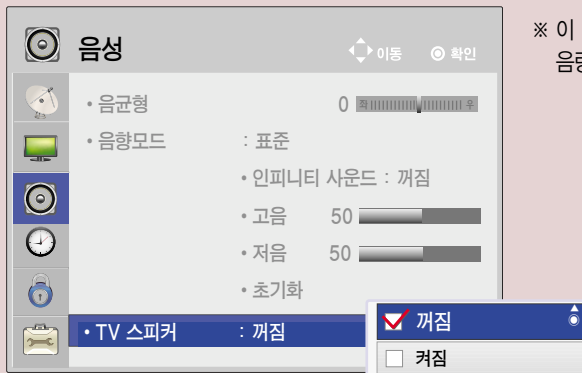 음성 이동 확인
• 음균형 0 좌 우
• 음향모드 : 표준
• 인피니티 사운드 : 꺼짐
• 고음 50
• 저음 50
• 초기화
• TV 스피커 : 꺼짐
꺼짐
켜짐
※ 이
음량